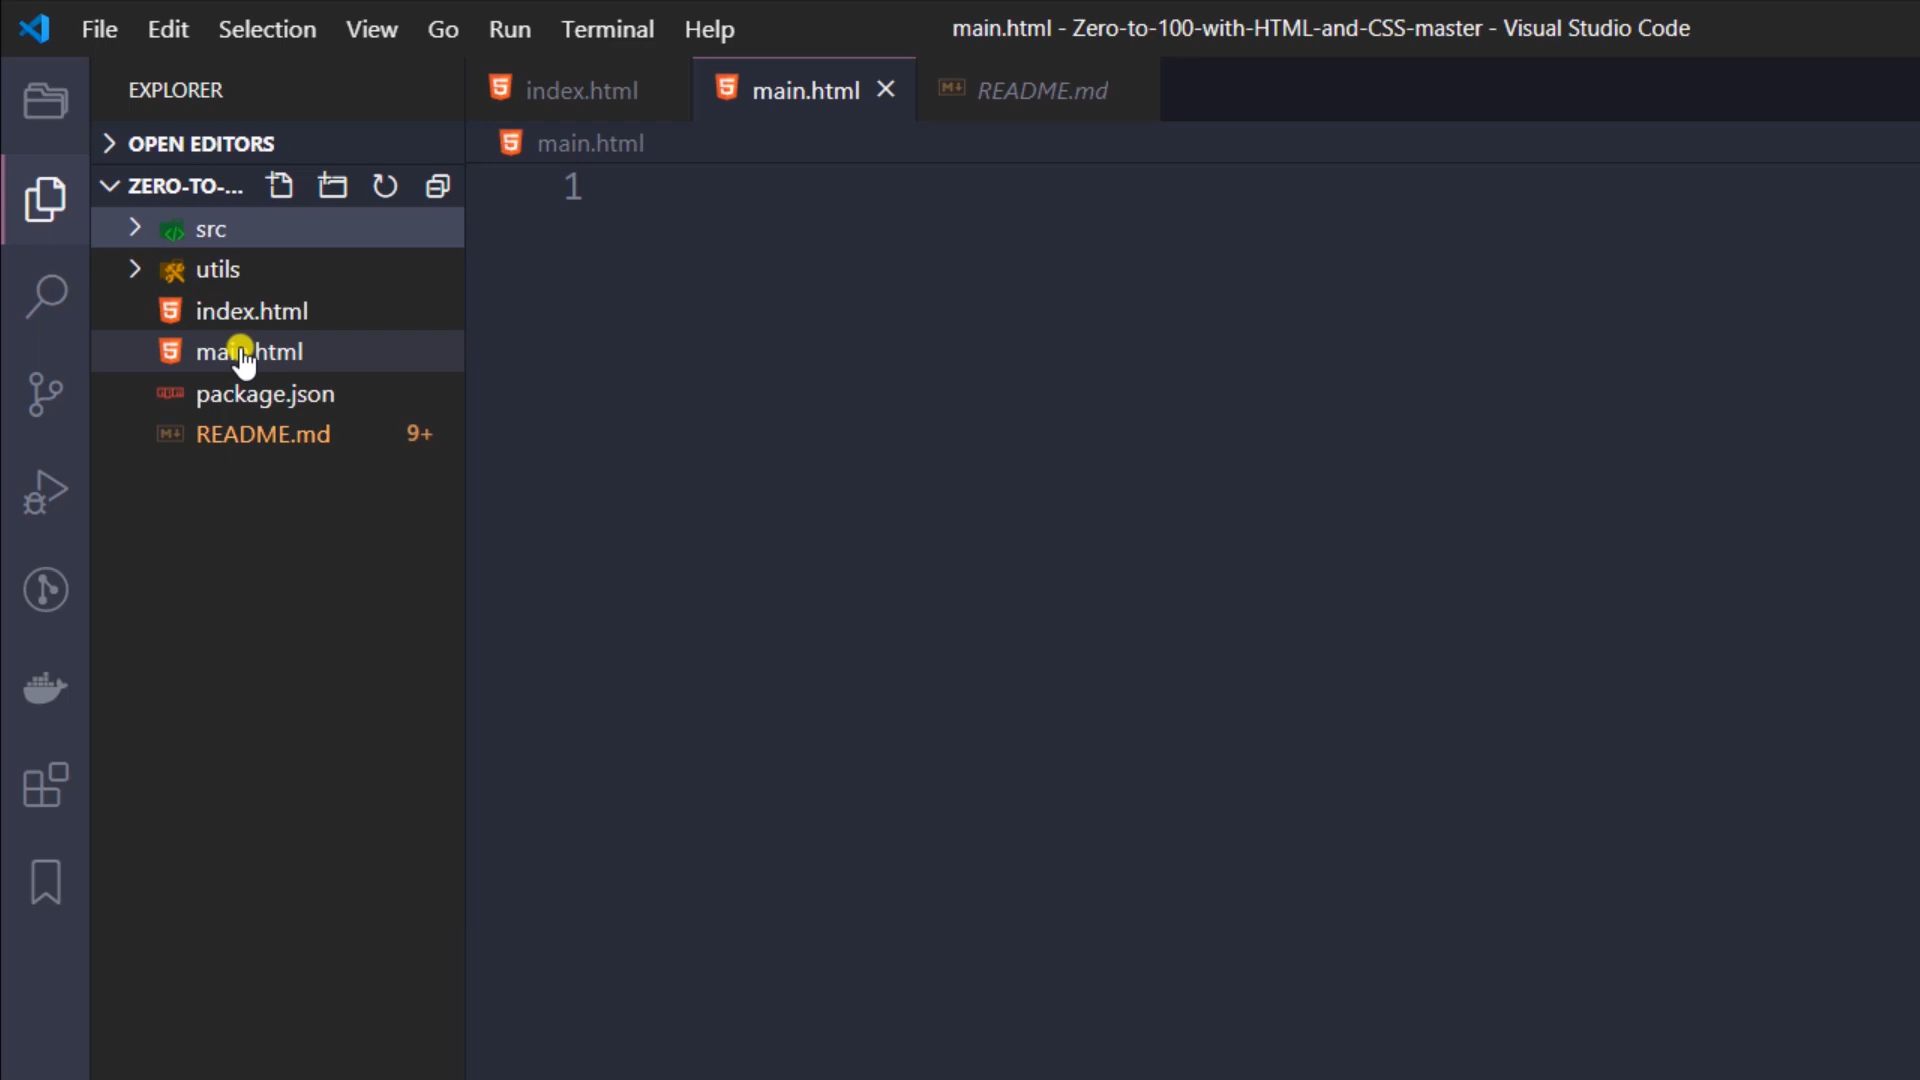 File Edit Selection View Go Run Terminal Help
main.html - Zero-to-100-with-HTML-and-CSS-master - Visual Studio Code
EXPLORER
index.html
main.html
README.md
OPEN EDITORS
main.html
ZERO-TO-...
1
src
utils
index.html
main.html
package.json
README.md 9+